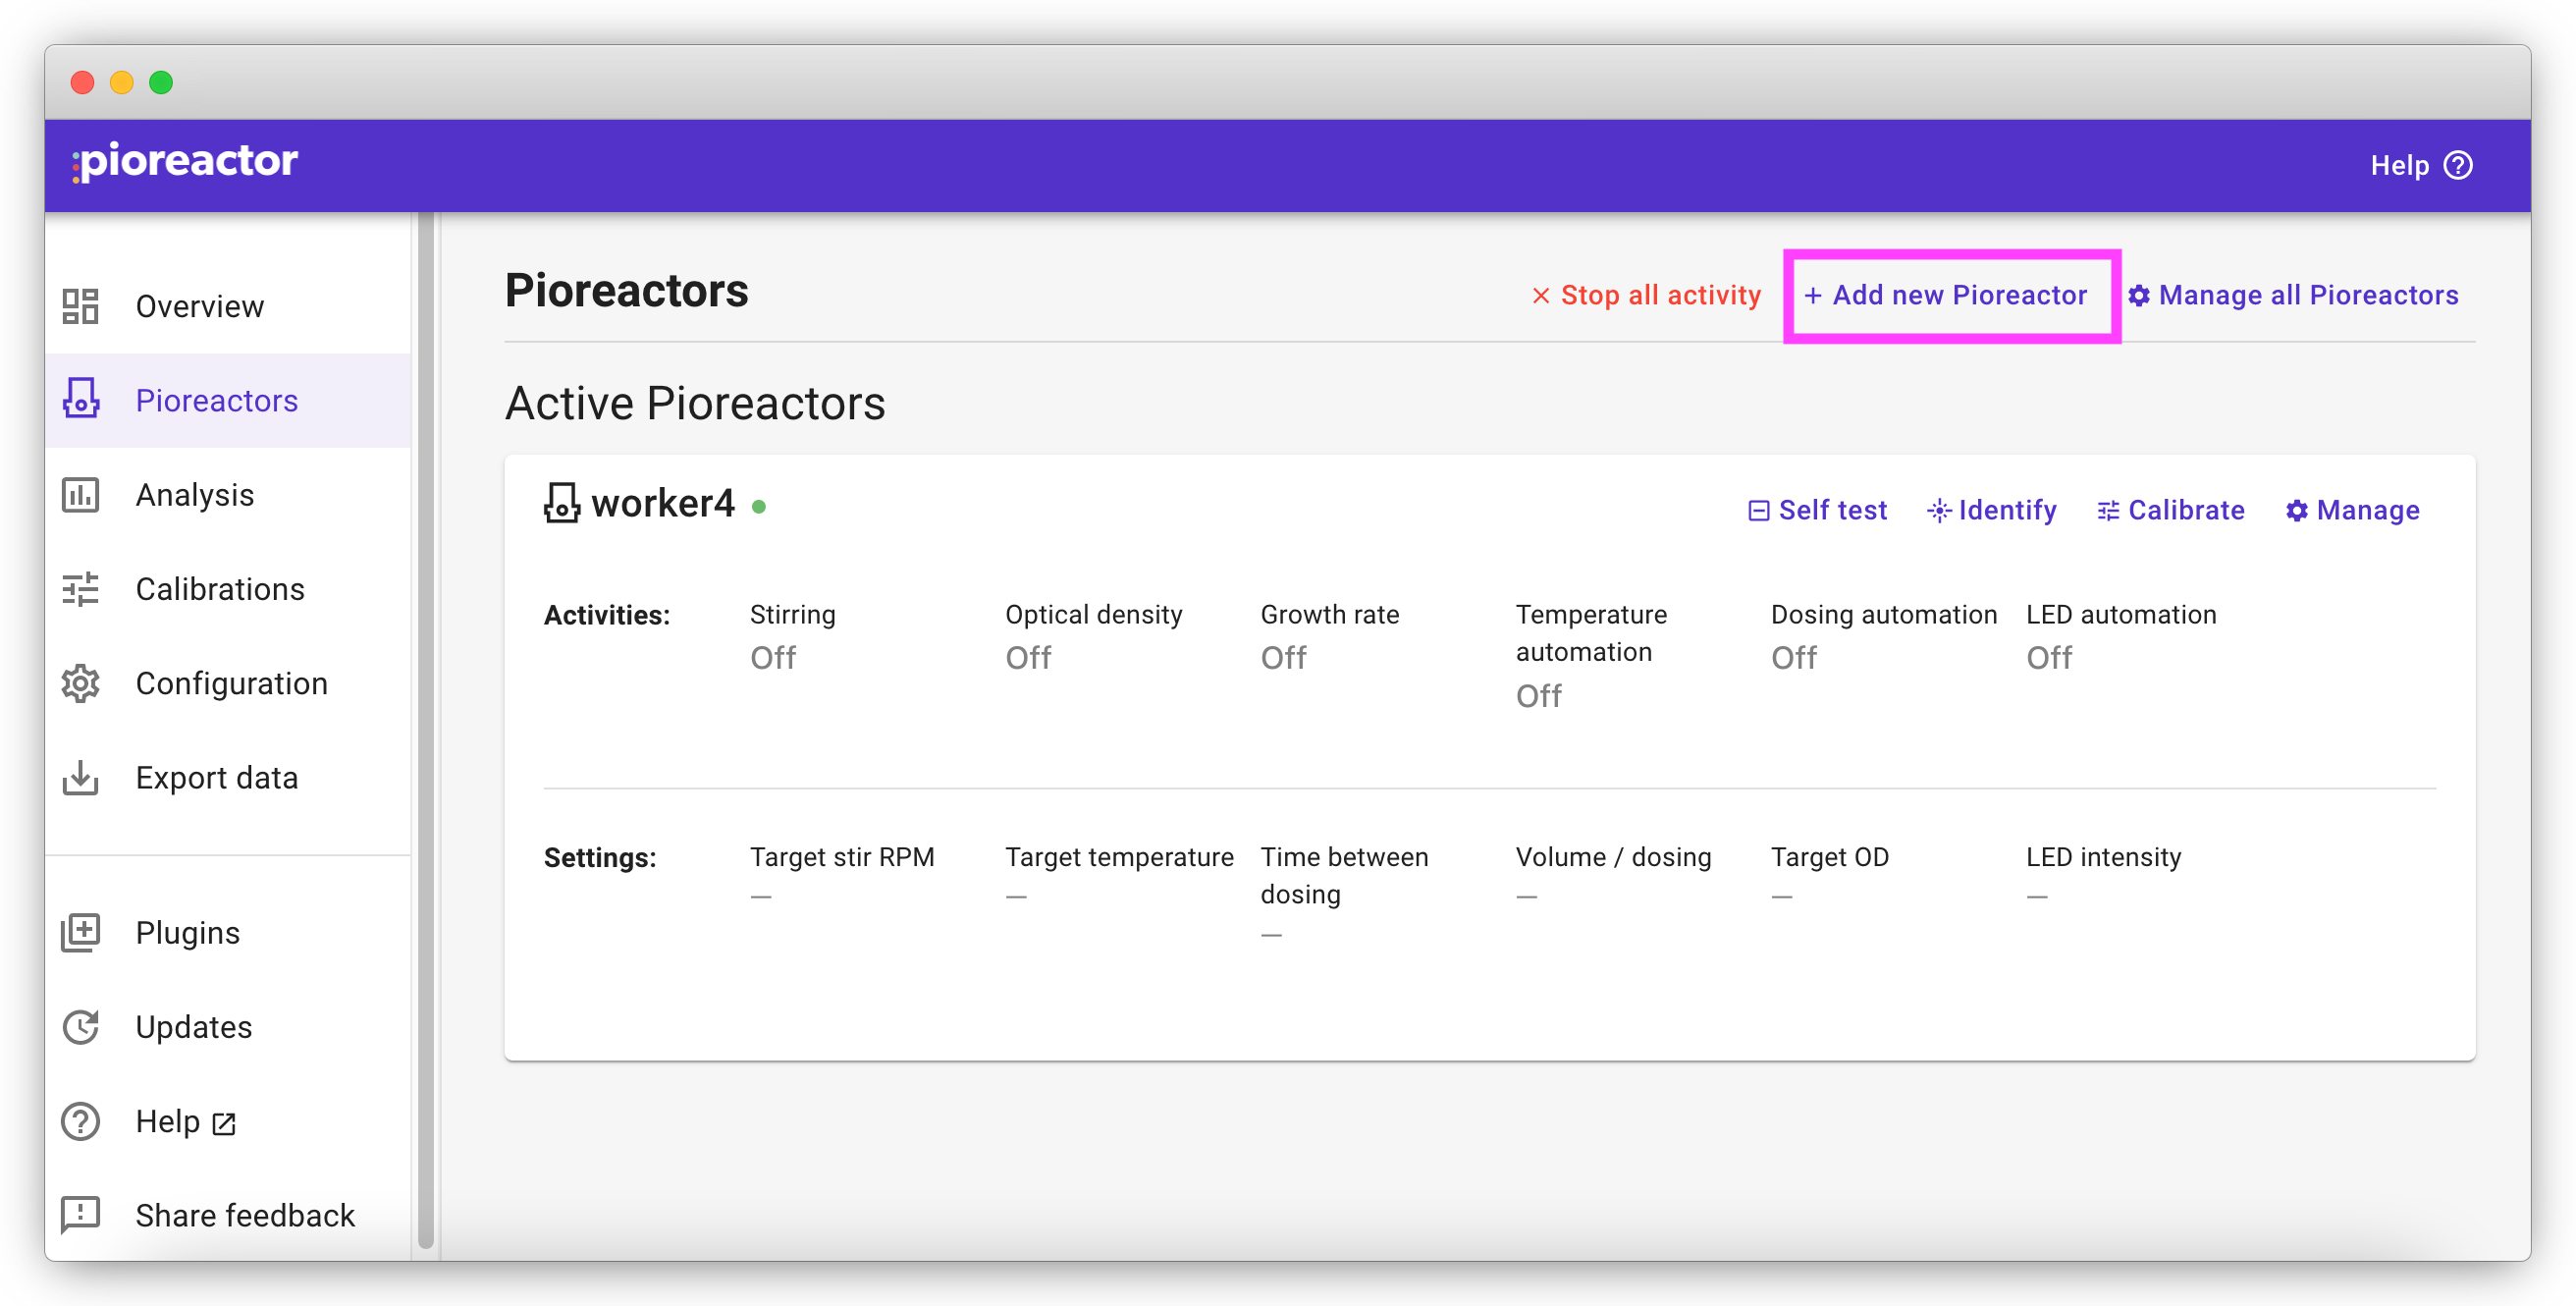 pioreactor
Help
Overview
Pioreactors
Analysis
Calibrations
Configuration
Export data
Plugins
Updates
Help
Share feedback
Pioreactors
Stop all activity
+ Add new Pioreactor
Manage all Pioreactors
Active Pioreactors
worker4
Self test
Identify
Calibrate
Manage
Activities:
Stirring
Off
Optical density
Off
Growth rate
Off
Temperature
automation
Off
Dosing automation
Off
LED automation
Off
Settings:
Target stir RPM
—
Target temperature
—
Time between
dosing
—
Volume / dosing
—
Target OD
—
LED intensity
—